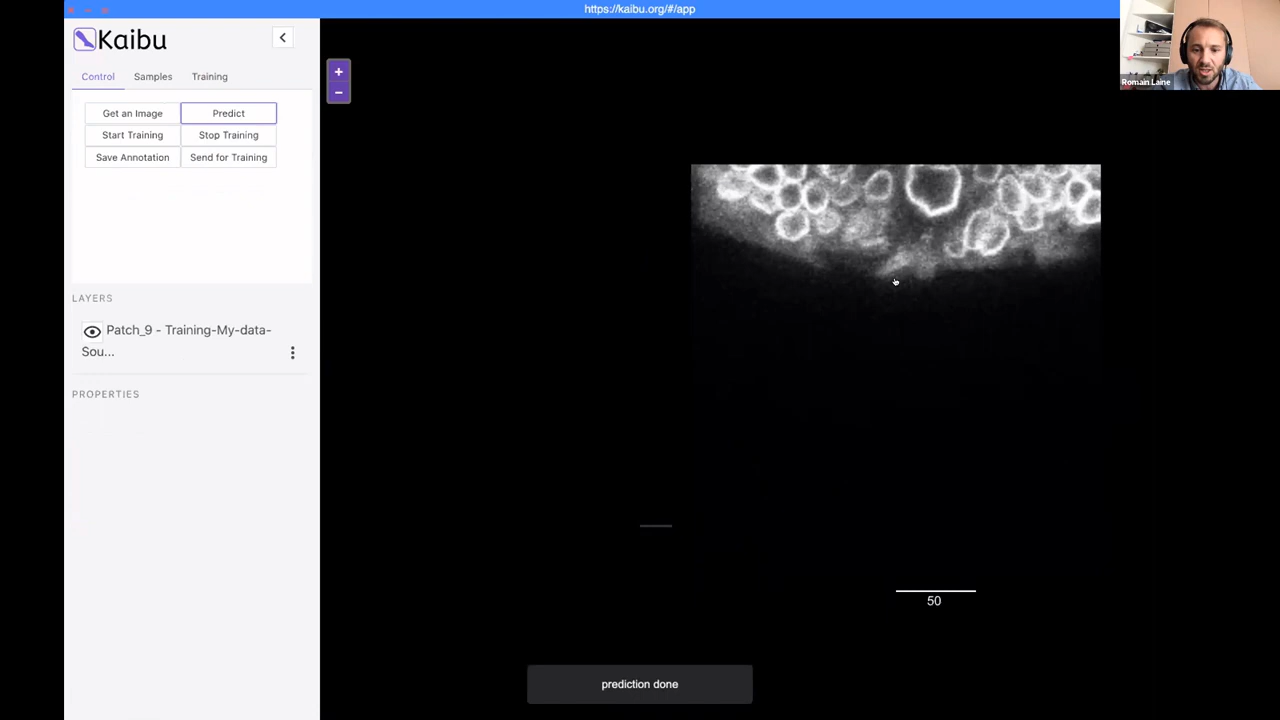 https://kaibu.org/#/app
Kaibu
Control Samples Training
Get an Image Predict
Start Training Stop Training
Save Annotation Send for Training
LAYERS
Patch_9 - Training-My-data-
Sou...
PROPERTIES
+
−
Romain Laine
50
prediction done